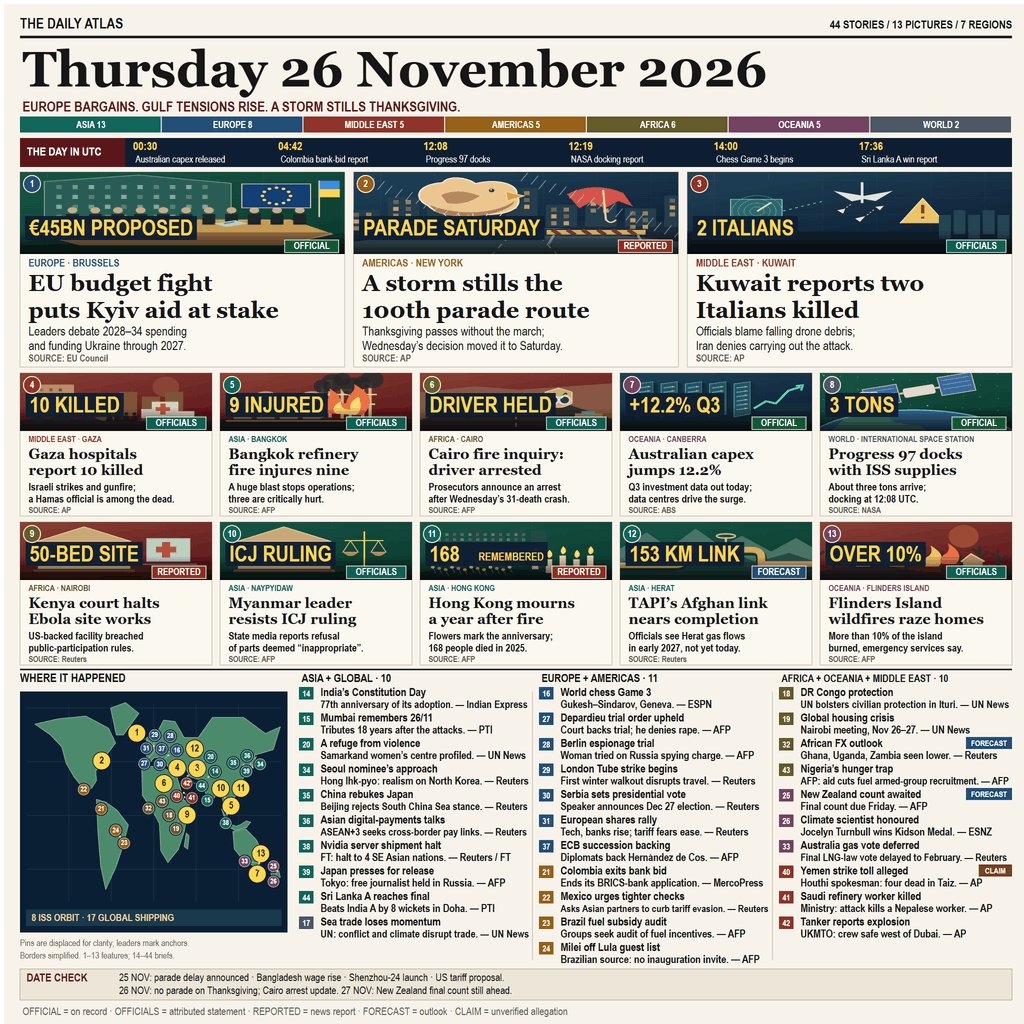 THE DAILY ATLAS
44 STORIES / 13 PICTURES / 7 REGIONS
Thursday 26 November 2026
EUROPE BARGAINS. GULF TENSIONS RISE. A STORM STILLS THANKSGIVING.
ASIA 13
EUROPE 8
MIDDLE EAST 5
AMERICAS 5
AFRICA 6
OCEANIA 5
WORLD 2
THE DAY IN UTC
00:30
Australian capex released
04:42
Colombia bank-bid report
12:08
Progress 97 docks
12:19
NASA docking report
14:00
Chess Game 3 begins
17:36
Sri Lanka A win report
1
€45BN PROPOSED
OFFICIAL
EUROPE · BRUSSELS
EU budget fight
puts Kyiv aid at stake
Leaders debate 2028–34 spending
and funding Ukraine through 2027.
SOURCE: EU Council
2
PARADE SATURDAY
REPORTED
AMERICAS · NEW YORK
A storm stills the
100th parade route
Thanksgiving passes without the march;
Wednesday's decision moved it to Saturday.
SOURCE: AP
3
2 ITALIANS
OFFICIALS
MIDDLE EAST · KUWAIT
Kuwait reports two
Italians killed
Officials blame falling drone debris;
Iran denies carrying out the attack.
SOURCE: AP
4
10 KILLED
OFFICIALS
MIDDLE EAST · GAZA
Gaza hospitals
report 10 killed
Israeli strikes and gunfire;
a Hamas official is among the dead.
SOURCE: AP
5
9 INJURED
OFFICIALS
ASIA · BANGKOK
Bangkok refinery
fire injures nine
A huge blast stops operations;
three are critically hurt.
SOURCE: AFP
6
DRIVER HELD
OFFICIALS
AFRICA · CAIRO
Cairo fire inquiry:
driver arrested
Prosecutors announce an arrest
after Wednesday's 31-death crash.
SOURCE: AFP
7
+12.2% Q3
OFFICIAL
OCEANIA · CANBERRA
Australian capex
jumps 12.2%
Q3 investment data out today;
data centres drive the surge.
SOURCE: ABS
8
3 TONS
OFFICIAL
WORLD · INTERNATIONAL SPACE STATION
Progress 97 docks
with ISS supplies
About three tons arrive;
docking at 12:08 UTC.
SOURCE: NASA
9
50-BED SITE
REPORTED
AFRICA · NAIROBI
Kenya court halts
Ebola site works
US-backed facility breached
public-participation rules.
SOURCE: Reuters
10
ICJ RULING
OFFICIALS
ASIA · NAYPYIDAW
Myanmar leader
resists ICJ ruling
State media reports refusal
of parts deemed “inappropriate”.
SOURCE: AFP
11
168 REMEMBERED
REPORTED
ASIA · HONG KONG
Hong Kong mourns
a year after fire
Flowers mark the anniversary;
168 people died in 2025.
SOURCE: AFP
12
153 KM LINK
FORECAST
ASIA · HERAT
TAPI's Afghan link
nears completion
Officials see Herat gas flows
in early 2027, not yet today.
SOURCE: Reuters
13
OVER 10%
OFFICIALS
OCEANIA · FLINDERS ISLAND
Flinders Island
wildfires raze homes
More than 10% of the island
burned, emergency services say.
SOURCE: AFP
WHERE IT HAPPENED
8 ISS ORBIT · 17 GLOBAL SHIPPING
Pins are displaced for clarity; leaders mark anchors.
Borders simplified. 1–13 features; 14–44 briefs.
ASIA + GLOBAL · 10
14 India's Constitution Day
77th anniversary of its adoption. — Indian Express
15 Mumbai remembers 26/11
Tributes 18 years after the attacks. — PTI
20 A refuge from violence
Samarkand women's centre profiled. — UN News
34 Seoul nominee's approach
Hong Ihk-pyo: realism on North Korea. — Reuters
35 China rebukes Japan
Beijing rejects South China Sea stance. — Reuters
36 Asian digital-payments talks
ASEAN+3 seeks cross-border pay links. — Reuters
38 Nvidia server shipment halt
FT: halt to 4 SE Asian nations. — Reuters / FT
39 Japan presses for release
Tokyo: free journalist held in Russia. — AFP
44 Sri Lanka A reaches final
Beats India A by 8 wickets in Doha. — PTI
17 Sea trade loses momentum
UN: conflict and climate disrupt trade. — UN News
EUROPE + AMERICAS · 11
16 World chess Game 3
Gukesh–Sindarov, Geneva. — ESPN
27 Depardieu trial order upheld
Court backs trial; he denies rape. — AFP
28 Berlin espionage trial
Woman tried on Russia spying charge. — AFP
29 London Tube strike begins
First winter walkout disrupts travel. — Reuters
30 Serbia sets presidential vote
Speaker announces Dec 27 election. — Reuters
31 European shares rally
Tech, banks rise; tariff fears ease. — Reuters
37 ECB succession backing
Diplomats back Hernández de Cos. — AFP
21 Colombia exits bank bid
Ends its BRICS-bank application. — MercoPress
22 Mexico urges tighter checks
Asks Asian partners to curb tariff evasion. — Reuters
23 Brazil fuel subsidy audit
Groups seek audit of fuel incentives. — AFP
24 Milei off Lula guest list
Brazilian source: no inauguration invite. — AFP
AFRICA + OCEANIA + MIDDLE EAST · 10
18 DR Congo protection
UN bolsters civilian protection in Ituri. — UN News
19 Global housing crisis
Nairobi meeting, Nov 26–27. — UN News
32 African FX outlook FORECAST
Ghana, Uganda, Zambia seen lower. — Reuters
43 Nigeria's hunger trap
AFP: aid cuts fuel armed-group recruitment. — AFP
25 New Zealand count awaited FORECAST
Final count due Friday. — AFP
26 Climate scientist honoured
Jocelyn Turnbull wins Kidson Medal. — ESNZ
33 Australia gas vote deferred
Final LNG-law vote delayed to February. — Reuters
40 Yemen strike toll alleged CLAIM
Houthi spokesman: four dead in Taiz. — AP
41 Saudi refinery worker killed
Ministry: attack kills a Nepalese worker. — AP
42 Tanker reports explosion
UKMTO: crew safe west of Dubai. — AP
DATE CHECK
25 NOV: parade delay announced · Bangladesh wage rise · Shenzhou-24 launch · US tariff proposal.
26 NOV: no parade on Thanksgiving; Cairo arrest update. 27 NOV: New Zealand final count still ahead.
OFFICIAL = on record · OFFICIALS = attributed statement · REPORTED = news report · FORECAST = outlook · CLAIM = unverified allegation